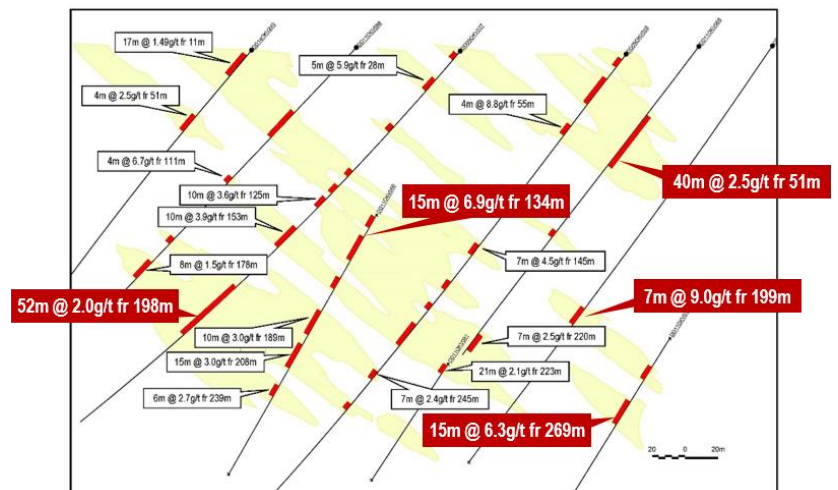 17m @ 1.49g/t fr 11m
5m @ 5.9g/t fr 28m
4m @ 2.5g/t fr 51m
4m @ 8.8g/t fr 55m
4m @ 6.7g/t fr 111m
40m @ 2.5g/t fr 51m
10m @ 3.6g/t fr 125m
15m @ 6.9g/t fr 134m
10m @ 3.9g/t fr 153m
8m @ 1.5g/t fr 178m
7m @ 4.5g/t fr 145m
52m @ 2.0g/t fr 198m
7m @ 9.0g/t fr 199m
10m @ 3.0g/t fr 189m
7m @ 2.5g/t fr 220m
15m @ 3.0g/t fr 208m
21m @ 2.1g/t fr 223m
6m @ 2.7g/t fr 239m
7m @ 2.4g/t fr 245m
15m @ 6.3g/t fr 269m
20 0 20m